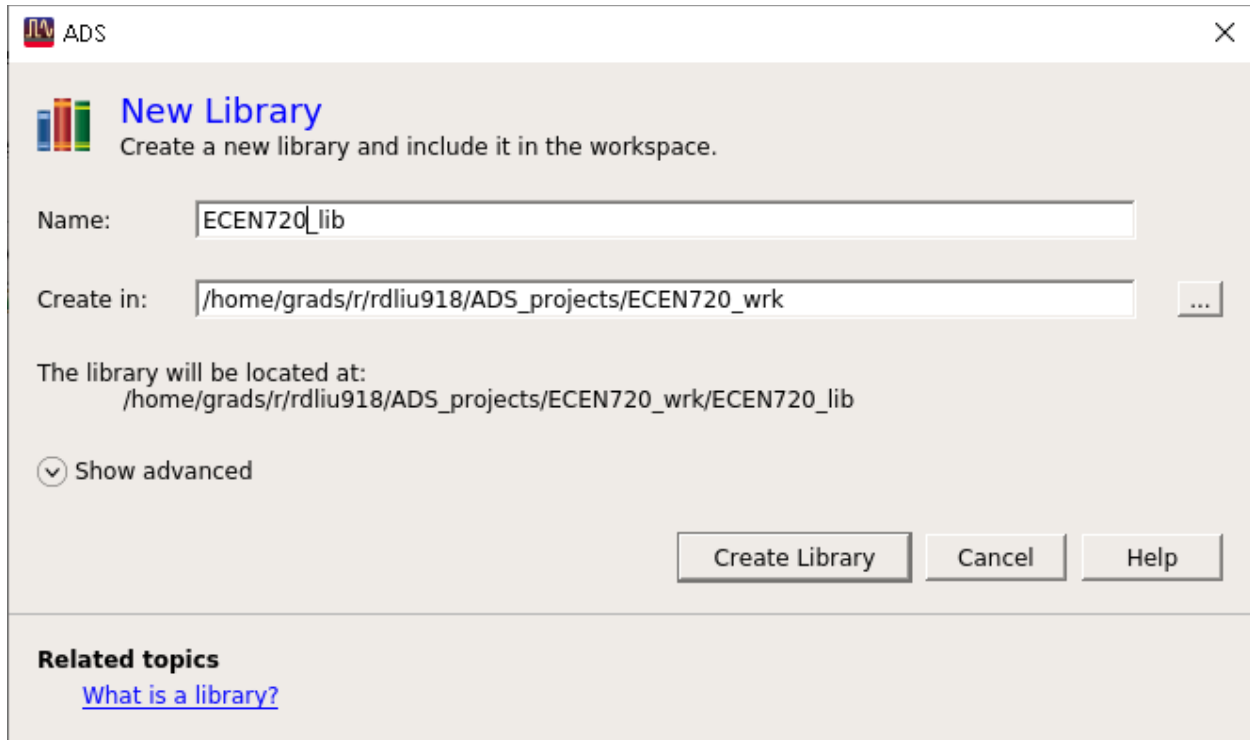 ADS
New Library
Create a new library and include it in the workspace.
Name: ECEN720_lib
Create in: /home/grads/r/rdliu918/ADS_projects/ECEN720_wrk ...
The library will be located at:
/home/grads/r/rdliu918/ADS_projects/ECEN720_wrk/ECEN720_lib
Show advanced
Create Library Cancel Help
Related topics
What is a library?